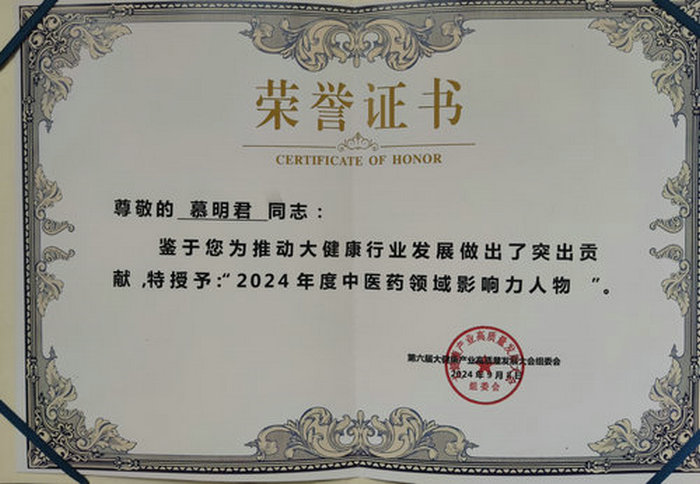 荣誉证书
CERTIFICATE OF HONOR
尊敬的 慕明君 同志：
鉴于您为推动大健康行业发展做出了突出贡
献,特授予:“2024年度中医药领域影响力人物 ”。
第六届大健康产业高质量发展大会组委会
2024年9月 日
组委会